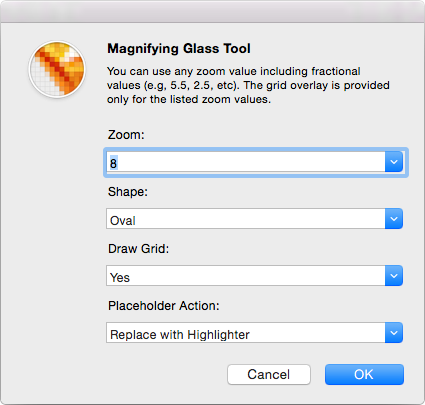 Magnifying Glass Tool
You can use any zoom value including fractional
values (e.g, 5.5, 2.5, etc). The grid overlay is provided
only for the listed zoom values.
Zoom:
8
Shape:
Oval
Draw Grid:
Yes
Placeholder Action:
Replace with Highlighter
Cancel OK